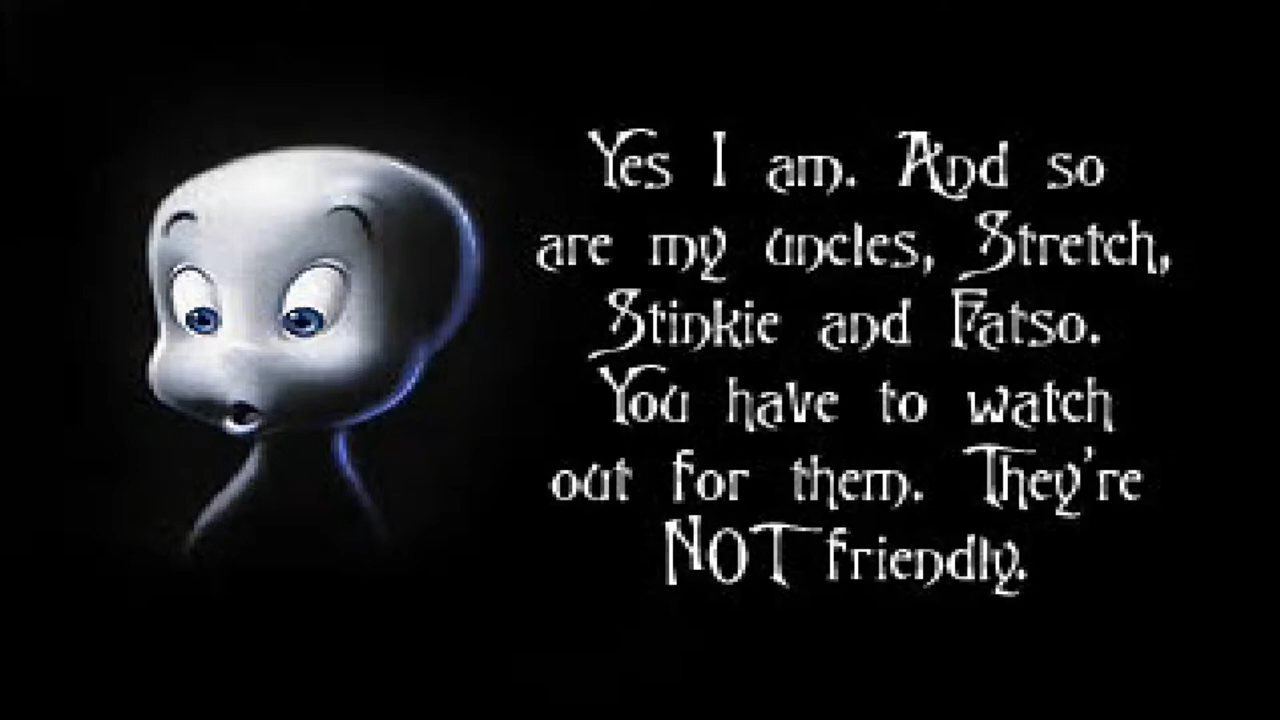 Yes I am. And so
are my uncles, Stretch,
Stinkie and Fatso.
You have to watch
out for them. They're
NOT friendly.